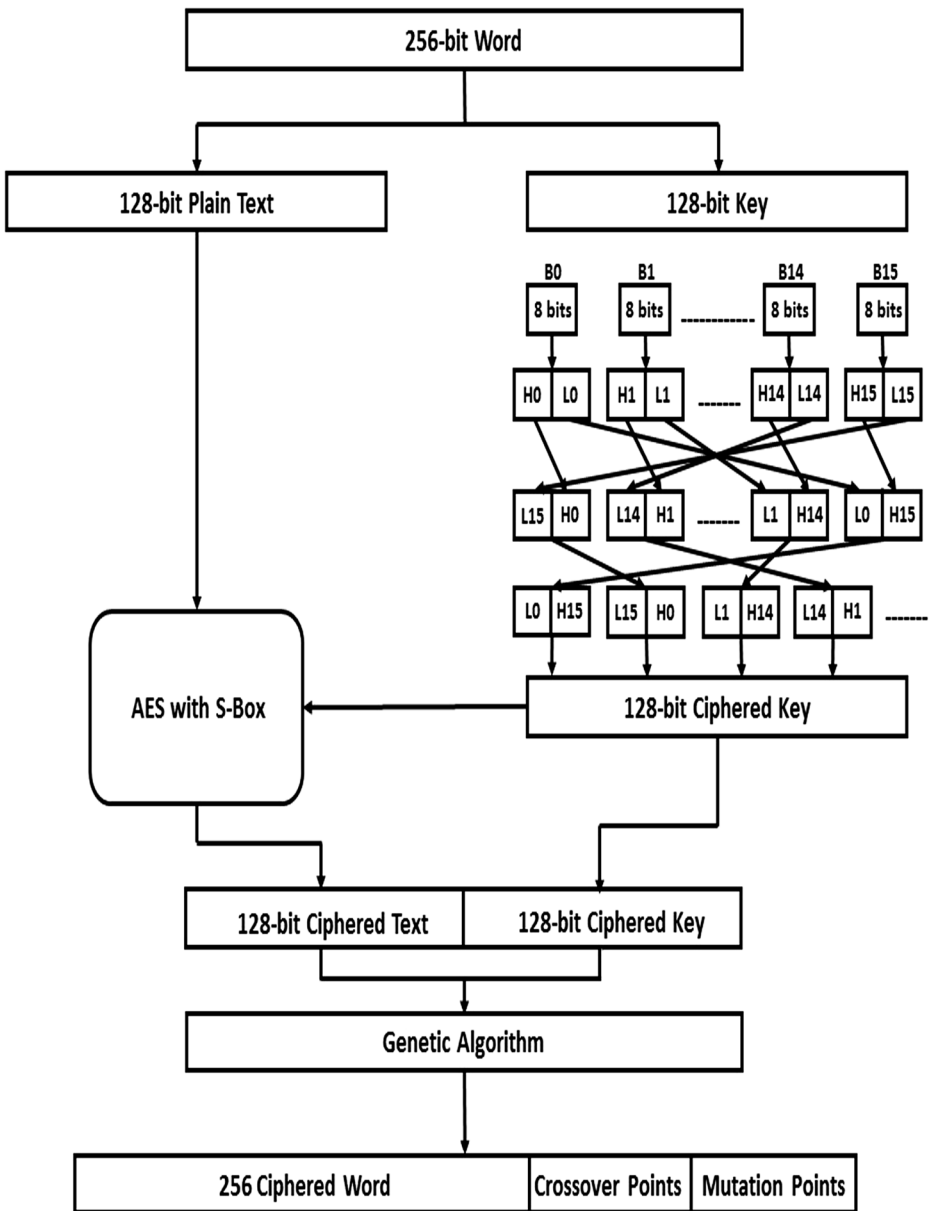 256-bit Word
128-bit Plain Text 128-bit Key
B0 B1 B14 B15
8 bits 8 bits ------------- 8 bits 8 bits
H0 L0 H1 L1 ------- H14 L14 H15 L15
L15 H0 L14 H1 ------- L1 H14 L0 H15
L0 H15 L15 H0 L1 H14 L14 H1 -------
AES with S-Box 128-bit Ciphered Key
128-bit Ciphered Text 128-bit Ciphered Key
Genetic Algorithm
256 Ciphered Word Crossover Points Mutation Points